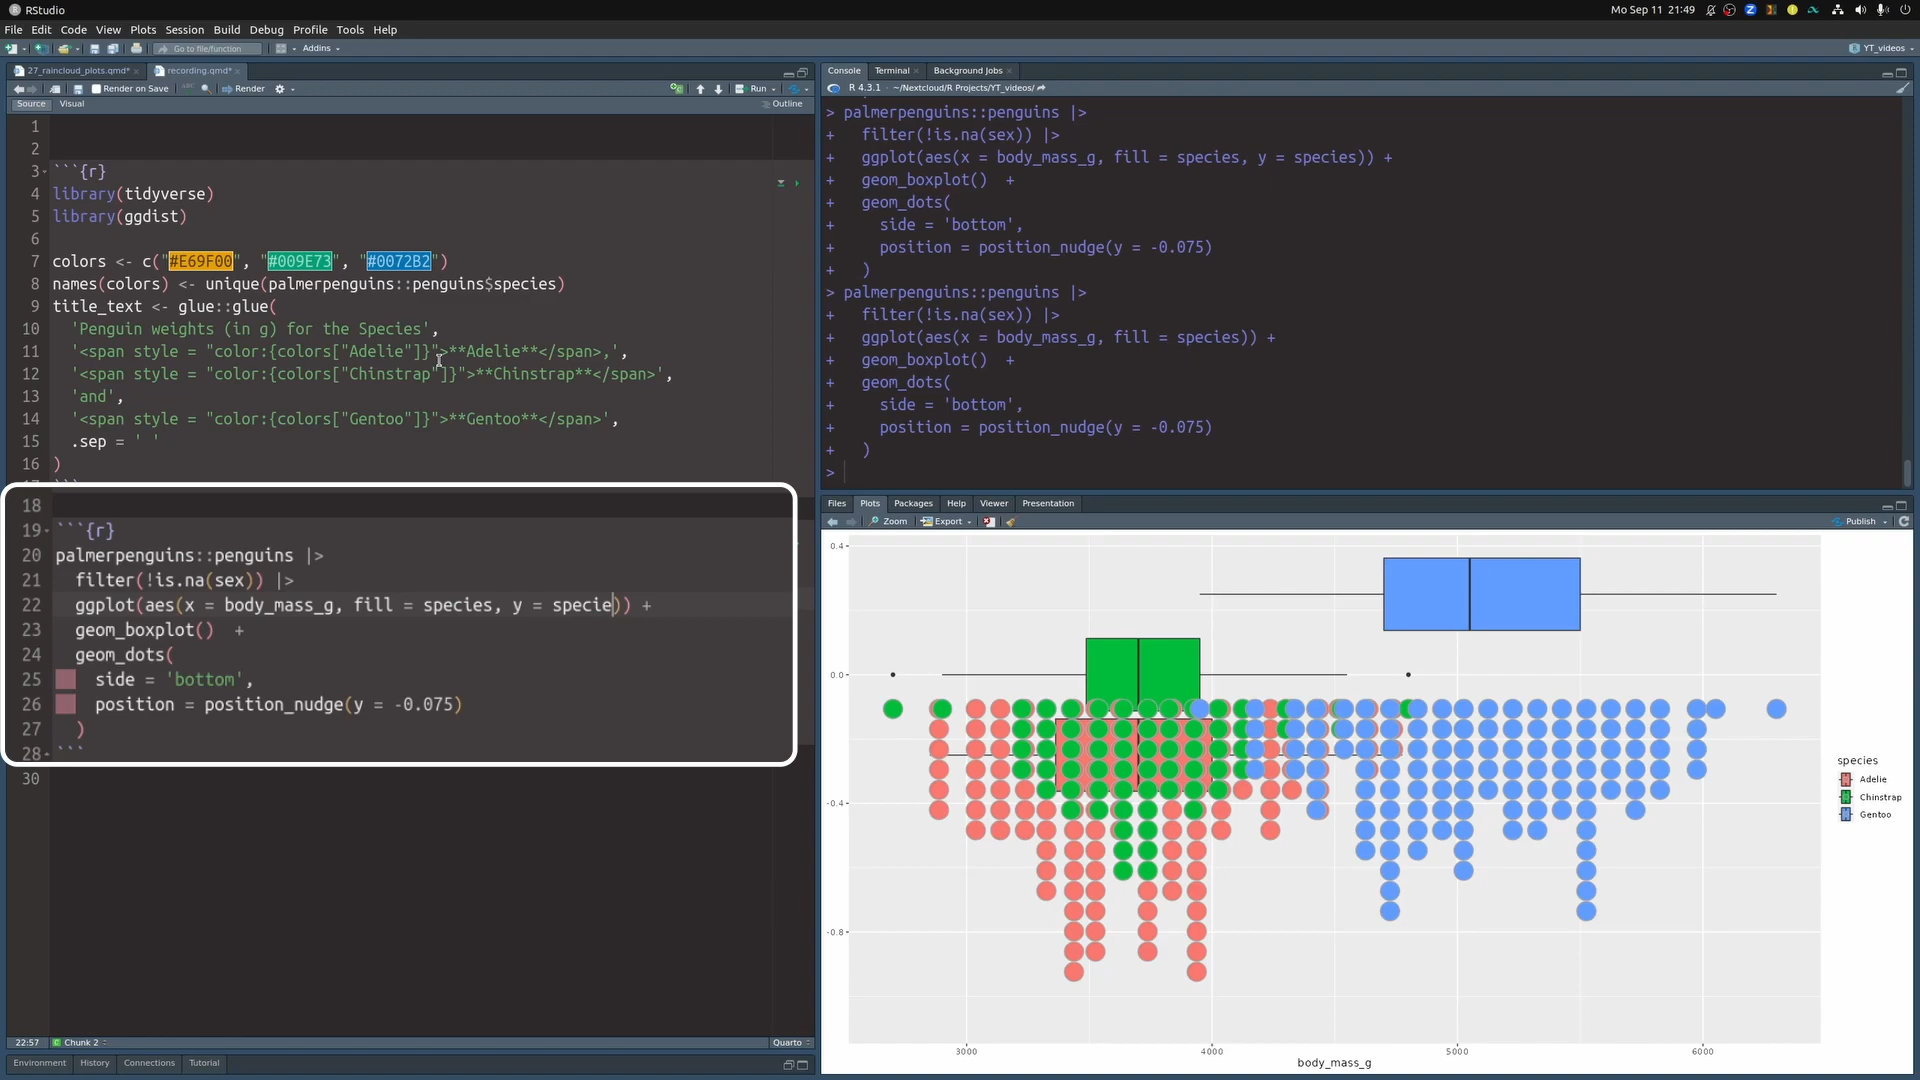 RStudio
Mo Sep 11 21:49
File Edit Code View Plots Session Build Debug Profile Tools Help
Go to file/function
Addins
YT_videos
27_raincloud_plots.qmd*
recording.qmd*
Render on Save
Render
Run
Source Visual
Outline
1
2
3 ```{r}
4 library(tidyverse)
5 library(ggdist)
6
7 colors <- c("#E69F00", "#009E73", "#0072B2")
8 names(colors) <- unique(palmerpenguins::penguins$species)
9 title_text <- glue::glue(
10 'Penguin weights (in g) for the Species',
11 '<span style = "color:{colors["Adelie"]}">**Adelie**</span>,',
12 '<span style = "color:{colors["Chinstrap"]}">**Chinstrap**</span>',
13 'and',
14 '<span style = "color:{colors["Gentoo"]}">**Gentoo**</span>',
15 .sep = ' '
16 )
18
19 ```{r}
20 palmerpenguins::penguins |>
21 filter(!is.na(sex)) |>
22 ggplot(aes(x = body_mass_g, fill = species, y = specie)) +
23 geom_boxplot() +
24 geom_dots(
25 side = 'bottom',
26 position = position_nudge(y = -0.075)
27 )
28 ```
30
22:57
Chunk 2
Quarto
Environment History Connections Tutorial
Console Terminal Background Jobs
R 4.3.1 · ~/Nextcloud/R Projects/YT_videos/
> palmerpenguins::penguins |>
+ filter(!is.na(sex)) |>
+ ggplot(aes(x = body_mass_g, fill = species, y = species)) +
+ geom_boxplot() +
+ geom_dots(
+ side = 'bottom',
+ position = position_nudge(y = -0.075)
+ )
> palmerpenguins::penguins |>
+ filter(!is.na(sex)) |>
+ ggplot(aes(x = body_mass_g, fill = species)) +
+ geom_boxplot() +
+ geom_dots(
+ side = 'bottom',
+ position = position_nudge(y = -0.075)
+ )
>
Files Plots Packages Help Viewer Presentation
Zoom
Export
Publish
0.4
0.0
-0.4
-0.8
3000 4000 5000 6000
body_mass_g
species
Adelie
Chinstrap
Gentoo